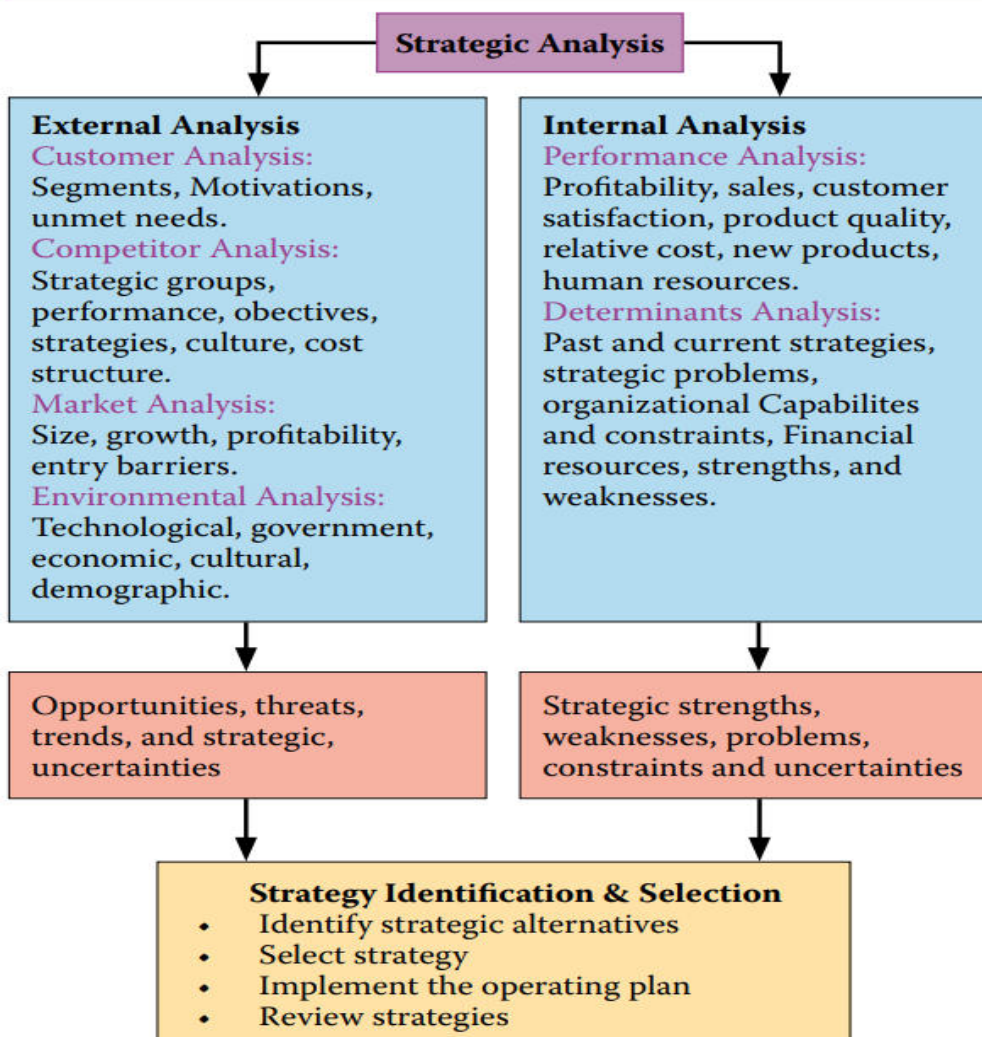 Strategic Analysis
External Analysis
Customer Analysis:
Segments, Motivations,
unmet needs.
Competitor Analysis:
Strategic groups,
performance, obectives,
strategies, culture, cost
structure.
Market Analysis:
Size, growth, profitability,
entry barriers.
Environmental Analysis:
Technological, government,
economic, cultural,
demographic.
Internal Analysis
Performance Analysis:
Profitability, sales, customer
satisfaction, product quality,
relative cost, new products,
human resources.
Determinants Analysis:
Past and current strategies,
strategic problems,
organizational Capabilites
and constraints, Financial
resources, strengths, and
weaknesses.
Opportunities, threats,
trends, and strategic,
uncertainties
Strategic strengths,
weaknesses, problems,
constraints and uncertainties
Strategy Identification & Selection
• Identify strategic alternatives
• Select strategy
• Implement the operating plan
• Review strategies